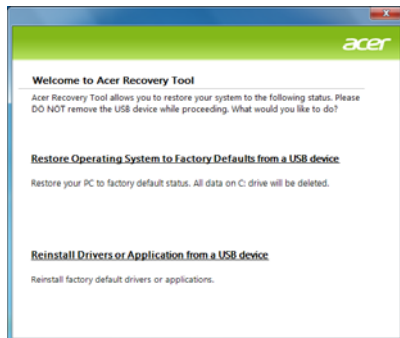 acer
Welcome to Acer Recovery Tool
Acer Recovery Tool allows you to restore your system to the following status. Please
DO NOT remove the USB device while proceeding. What would you like to do?
Restore Operating System to Factory Defaults from a USB device
Restore your PC to factory default status. All data on C: drive will be deleted.
Reinstall Drivers or Application from a USB device
Reinstall factory default drivers or applications.